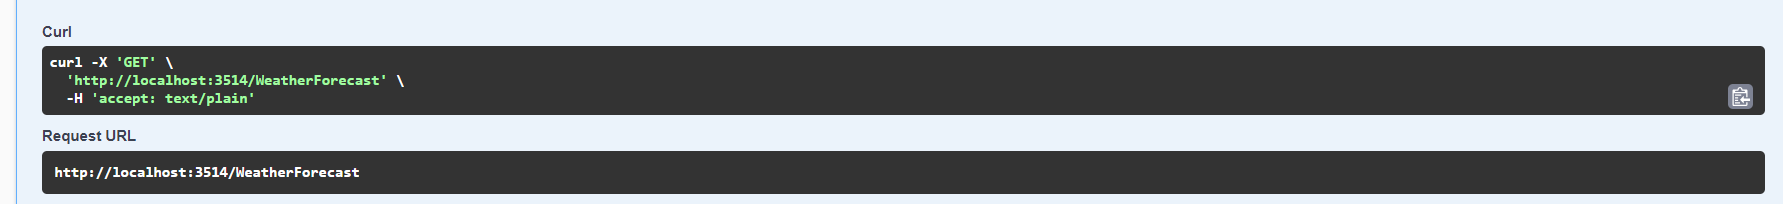 Curl
curl -X 'GET' \
  'http://localhost:3514/WeatherForecast' \
  -H 'accept: text/plain'
Request URL
http://localhost:3514/WeatherForecast